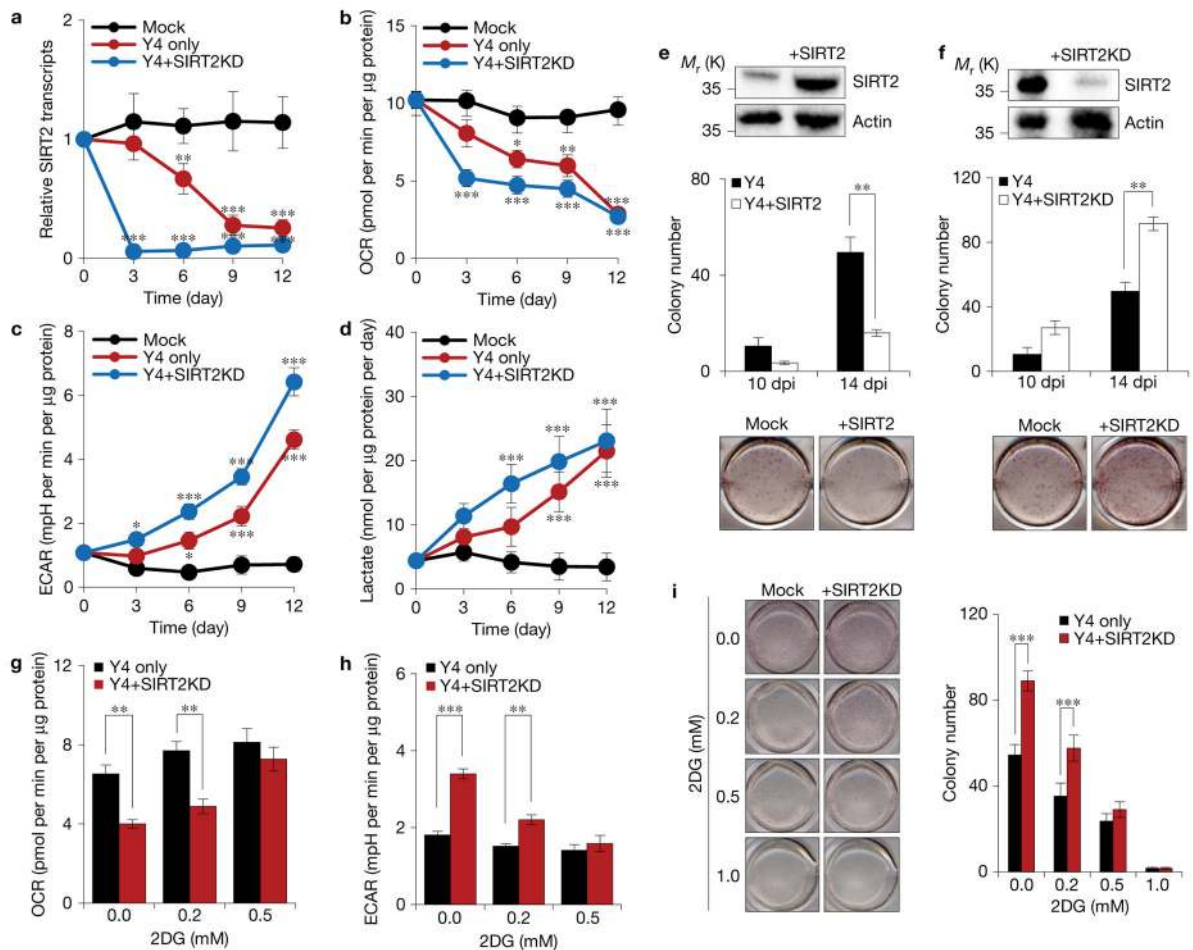 a
2
Mock
Y4 only
Y4+SIRT2KD
Relative SIRT2 transcripts
1
**
***
***
***
***
***
***
0
0
3
6
9
12
Time (day)
b
15
Mock
Y4 only
Y4+SIRT2KD
OCR (pmol per min per μg protein)
10
*
**
5
***
***
***
***
***
0
0
3
6
9
12
Time (day)
c
8
Mock
Y4 only
Y4+SIRT2KD
ECAR (mpH per min per μg protein)
6
***
4
***
***
***
2
*
***
*
0
0
3
6
9
12
Time (day)
d
40
Mock
Y4 only
Y4+SIRT2KD
Lactate (nmol per μg protein per day)
30
***
***
***
20
***
***
10
0
0
3
6
9
12
Time (day)
e
+SIRT2
Mr (K)
35
SIRT2
35
Actin
80
Y4
Y4+SIRT2
**
Colony number
40
0
10 dpi
14 dpi
Mock
+SIRT2
f
+SIRT2KD
Mr (K)
35
SIRT2
35
Actin
120
Y4
Y4+SIRT2KD
**
90
Colony number
60
30
0
10 dpi
14 dpi
Mock
+SIRT2KD
g
12
Y4 only
Y4+SIRT2KD
OCR (pmol per min per μg protein)
**
**
8
4
0
0.0
0.2
0.5
2DG (mM)
h
6
Y4 only
Y4+SIRT2KD
ECAR (mpH per min per μg protein)
***
**
4
2
0
0.0
0.2
0.5
2DG (mM)
i
Mock
+SIRT2KD
2DG (mM)
0.0
0.2
0.5
1.0
120
Y4 only
Y4+SIRT2KD
***
80
***
Colony number
40
0
0.0
0.2
0.5
1.0
2DG (mM)